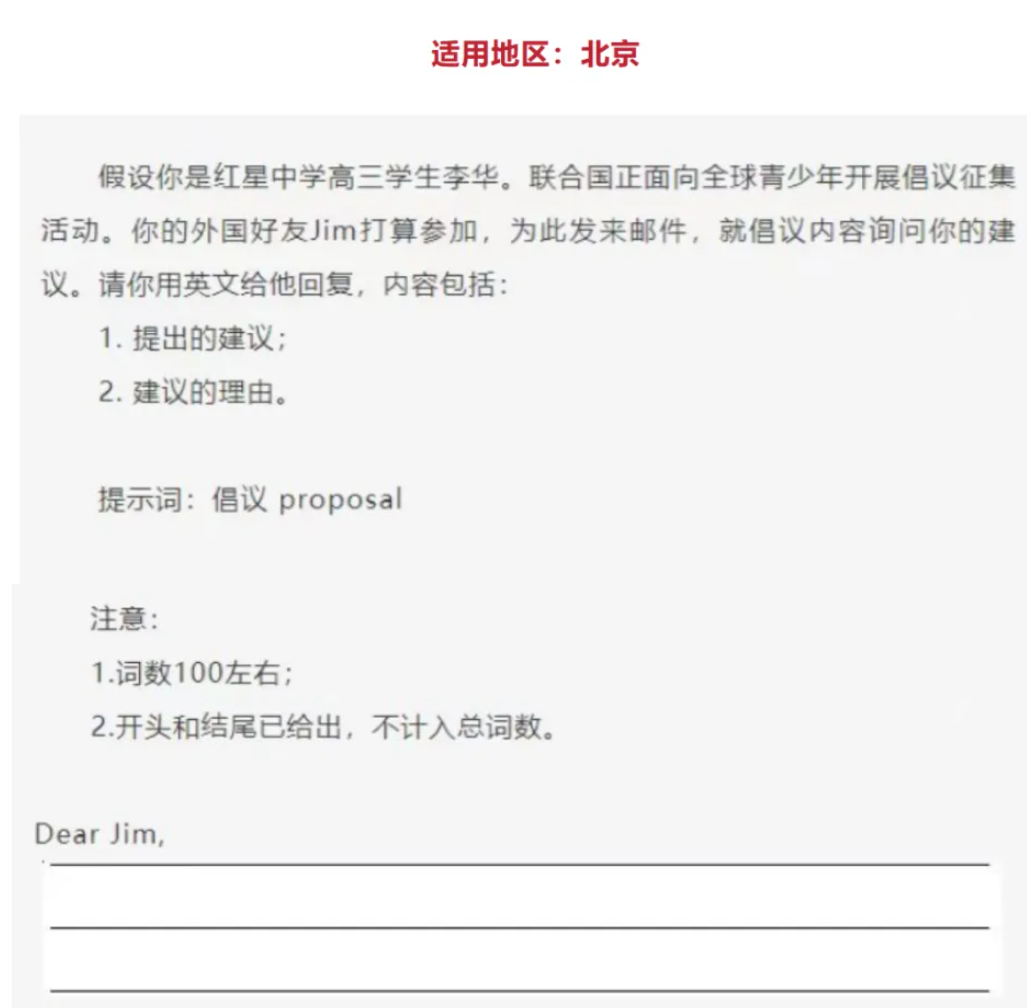 适用地区：北京
假设你是红星中学高三学生李华。联合国正面向全球青少年开展倡议征集
活动。你的外国好友Jim打算参加，为此发来邮件，就倡议内容询问你的建
议。请你用英文给他回复，内容包括：
1. 提出的建议；
2. 建议的理由。
提示词：倡议 proposal
注意：
1.词数100左右；
2.开头和结尾已给出，不计入总词数。
Dear Jim,